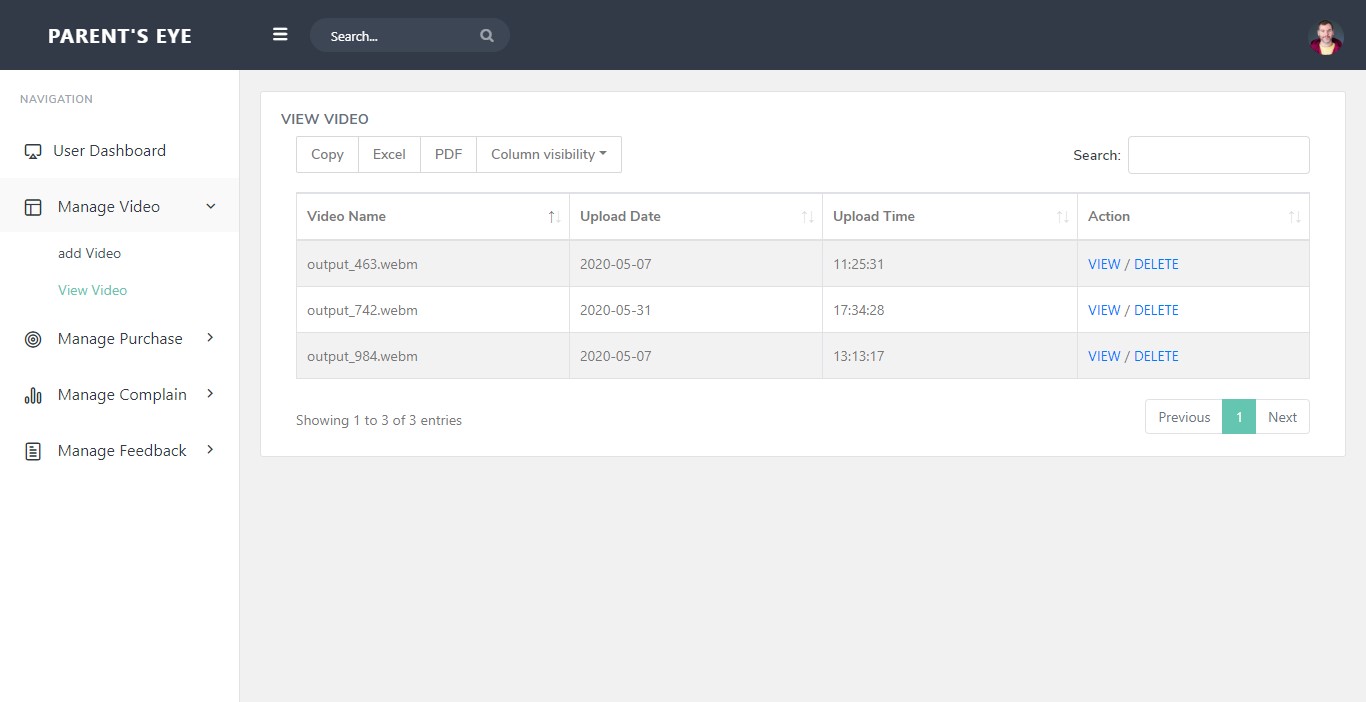 PARENT'S EYE
Search...
NAVIGATION
User Dashboard
Manage Video
add Video
View Video
Manage Purchase
Manage Complain
Manage Feedback
VIEW VIDEO
Copy Excel PDF Column visibility
Search:
Video Name Upload Date Upload Time Action
output_463.webm 2020-05-07 11:25:31 VIEW / DELETE
output_742.webm 2020-05-31 17:34:28 VIEW / DELETE
output_984.webm 2020-05-07 13:13:17 VIEW / DELETE
Showing 1 to 3 of 3 entries
Previous 1 Next